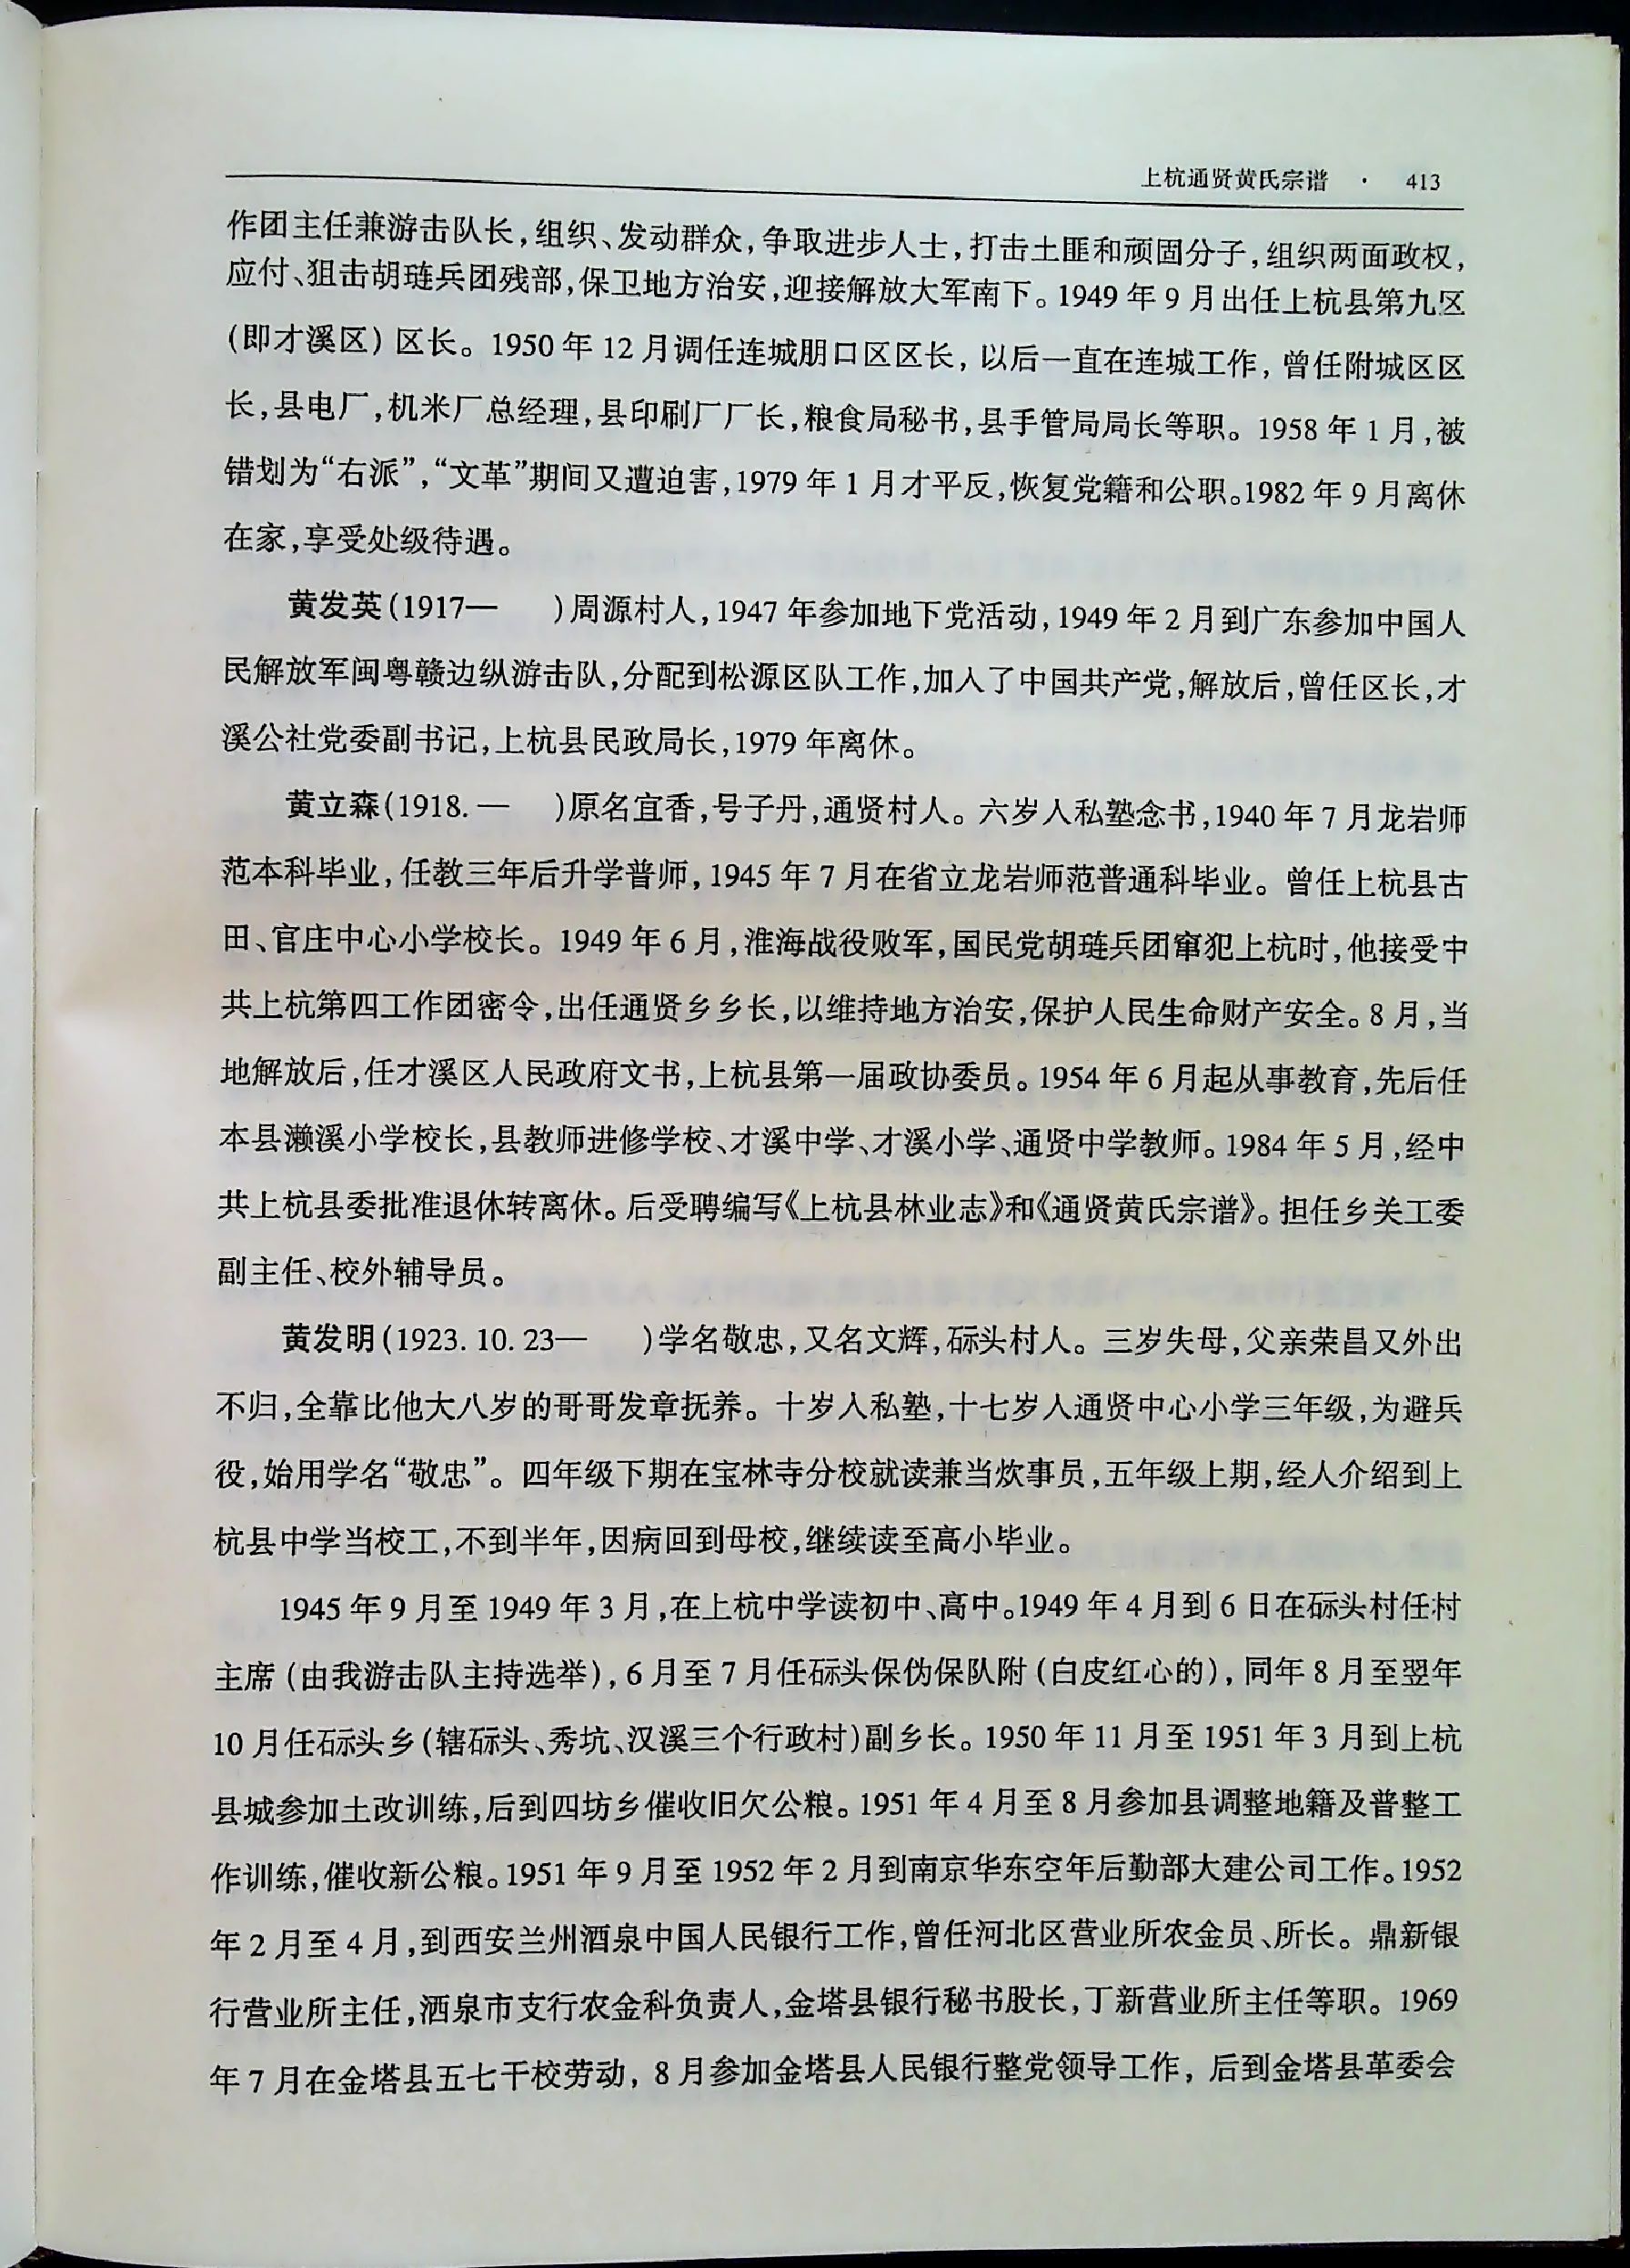 上杭通贤黄氏宗谱 · 413
作团主任兼游击队长,组织、发动群众,争取进步人士,打击土匪和顽固分子,组织两面政权,
应付、狙击胡琏兵团残部,保卫地方治安,迎接解放大军南下。1949 年 9 月出任上杭县第九区
(即才溪区)区长。1950 年 12 月调任连城朋口区区长,以后一直在连城工作,曾任附城区区
长,县电厂,机米厂总经理,县印刷厂厂长,粮食局秘书,县手管局局长等职。1958 年 1 月,被
错划为“右派”,“文革”期间又遭迫害,1979 年 1 月才平反,恢复党籍和公职。1982 年 9 月离休
在家,享受处级待遇。
黄发英(1917— )周源村人,1947 年参加地下党活动,1949 年 2 月到广东参加中国人
民解放军闽粤赣边纵游击队,分配到松源区队工作,加入了中国共产党,解放后,曾任区长,才
溪公社党委副书记,上杭县民政局长,1979 年离休。
黄立森(1918. — )原名宜香,号子丹,通贤村人。六岁入私塾念书,1940 年 7 月龙岩师
范本科毕业,任教三年后升学普师,1945 年 7 月在省立龙岩师范普通科毕业。曾任上杭县古
田、官庄中心小学校长。1949 年 6 月,淮海战役败军,国民党胡琏兵团窜犯上杭时,他接受中
共上杭第四工作团密令,出任通贤乡乡长,以维持地方治安,保护人民生命财产安全。8 月,当
地解放后,任才溪区人民政府文书,上杭县第一届政协委员。1954 年 6 月起从事教育,先后任
本县濑溪小学校长,县教师进修学校、才溪中学、才溪小学、通贤中学教师。1984 年 5 月,经中
共上杭县委批准退休转离休。后受聘编写《上杭县林业志》和《通贤黄氏宗谱》。担任乡关工委
副主任、校外辅导员。
黄发明(1923. 10. 23— )学名敬忠,又名文辉,磜头村人。三岁失母,父亲荣昌又外出
不归,全靠比他大八岁的哥哥发章抚养。十岁入私塾,十七岁人通贤中心小学三年级,为避兵
役,始用学名“敬忠”。四年级下期在宝林寺分校就读兼当炊事员,五年级上期,经人介绍到上
杭县中学当校工,不到半年,因病回到母校,继续读至高小毕业。
1945 年 9 月至 1949 年 3 月,在上杭中学读初中、高中。1949 年 4 月到 6 日在磜头村任村
主席(由我游击队主持选举),6 月至 7 月任磜头保伪保队附(白皮红心的),同年 8 月至翌年
10 月任磜头乡(辖磜头、秀坑、汉溪三个行政村)副乡长。1950 年 11 月至 1951 年 3 月到上杭
县城参加土改训练,后到四坊乡催收旧欠公粮。1951 年 4 月至 8 月参加县调整地籍及普整工
作训练,催收新公粮。1951 年 9 月至 1952 年 2 月到南京华东空年后勤部大建公司工作。1952
年 2 月至 4 月,到西安兰州酒泉中国人民银行工作,曾任河北区营业所农金员、所长。鼎新银
行营业所主任,酒泉市支行农金科负责人,金塔县银行秘书股长,丁新营业所主任等职。1969
年 7 月在金塔县五七干校劳动,8 月参加金塔县人民银行整党领导工作,后到金塔县革委会